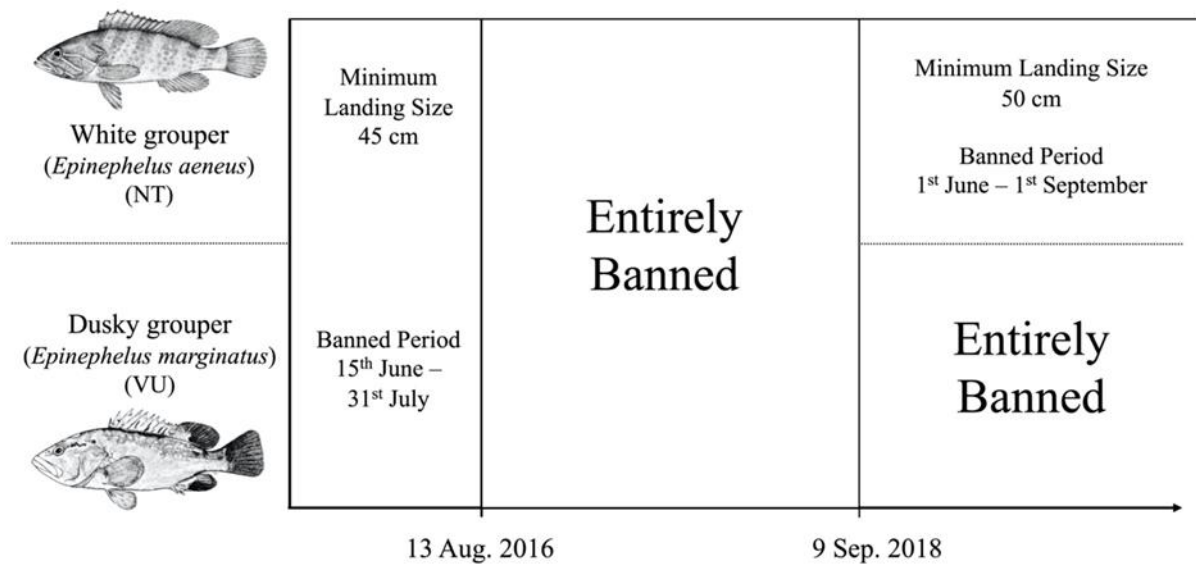 White grouper
(Epinephelus aeneus)
(NT)
Dusky grouper
(Epinephelus marginatus)
(VU)
Minimum
Landing Size
45 cm
Banned Period
15th June –
31st July
Entirely
Banned
Minimum Landing Size
50 cm
Banned Period
1st June – 1st September
Entirely
Banned
13 Aug. 2016
9 Sep. 2018